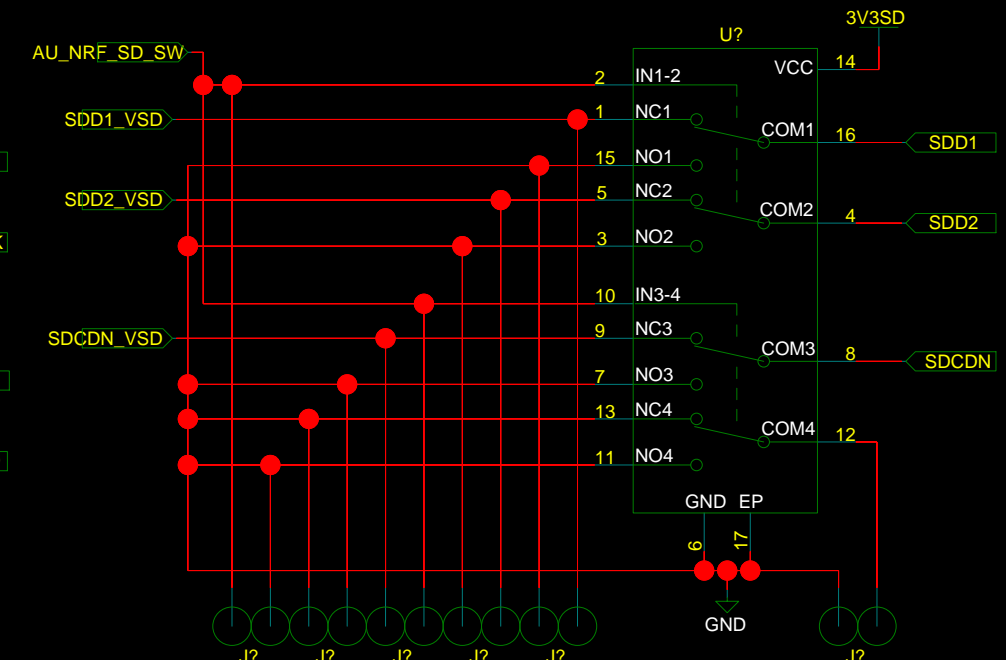 3V3SD
U?
AU_NRF_SD_SW
VCC 14
2 IN1-2
1 NC1
SDD1_VSD
COM1 16 SDD1
15 NO1
5 NC2
SDD2_VSD
COM2 4 SDD2
3 NO2
10 IN3-4
9 NC3
SDCDN_VSD
COM3 8 SDCDN
7 NO3
13 NC4
COM4 12
11 NO4
GND EP
6 17
GND
J? J? J? J? J? J?